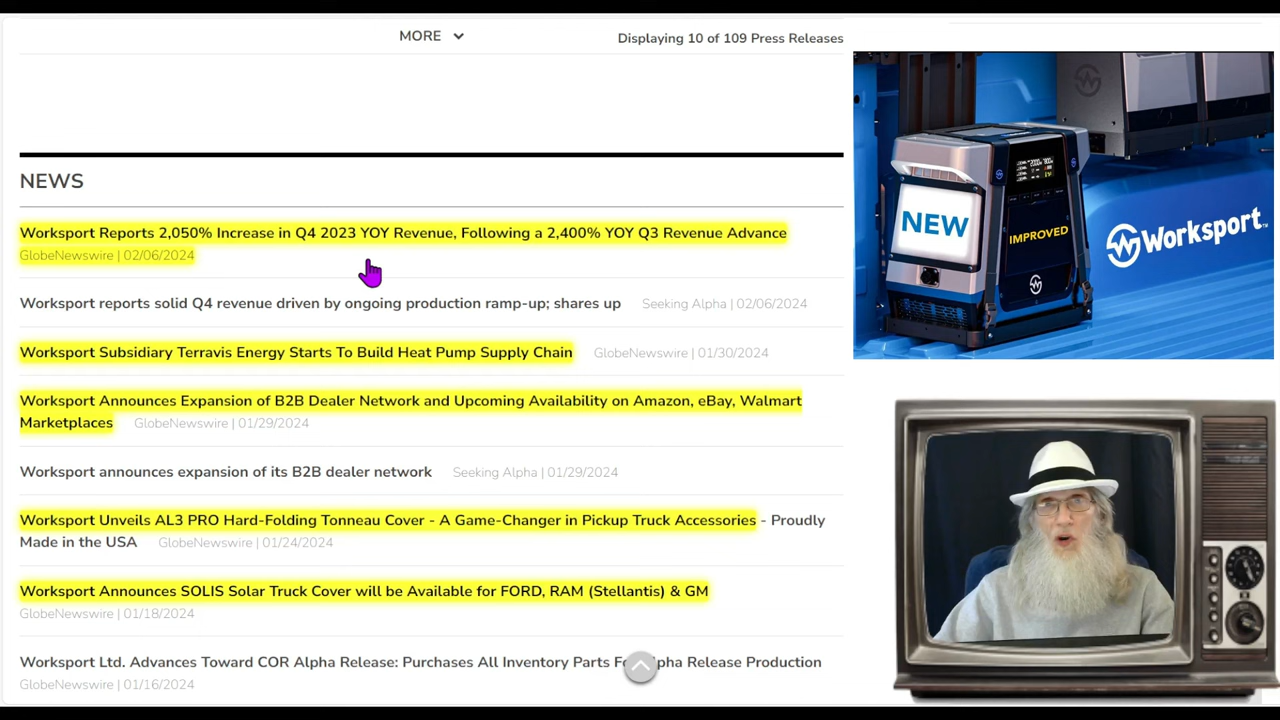 MORE
Displaying 10 of 109 Press Releases
NEWS
Worksport Reports 2,050% Increase in Q4 2023 YOY Revenue, Following a 2,400% YOY Q3 Revenue Advance
GlobeNewswire | 02/06/2024
Worksport reports solid Q4 revenue driven by ongoing production ramp-up; shares up Seeking Alpha | 02/06/2024
Worksport Subsidiary Terravis Energy Starts To Build Heat Pump Supply Chain GlobeNewswire | 01/30/2024
Worksport Announces Expansion of B2B Dealer Network and Upcoming Availability on Amazon, eBay, Walmart
Marketplaces GlobeNewswire | 01/29/2024
Worksport announces expansion of its B2B dealer network Seeking Alpha | 01/29/2024
Worksport Unveils AL3 PRO Hard-Folding Tonneau Cover - A Game-Changer in Pickup Truck Accessories - Proudly
Made in the USA GlobeNewswire | 01/24/2024
Worksport Announces SOLIS Solar Truck Cover will be Available for FORD, RAM (Stellantis) & GM
GlobeNewswire | 01/18/2024
Worksport Ltd. Advances Toward COR Alpha Release: Purchases All Inventory Parts Release Production
GlobeNewswire | 01/16/2024
NEW
IMPROVED
Worksport